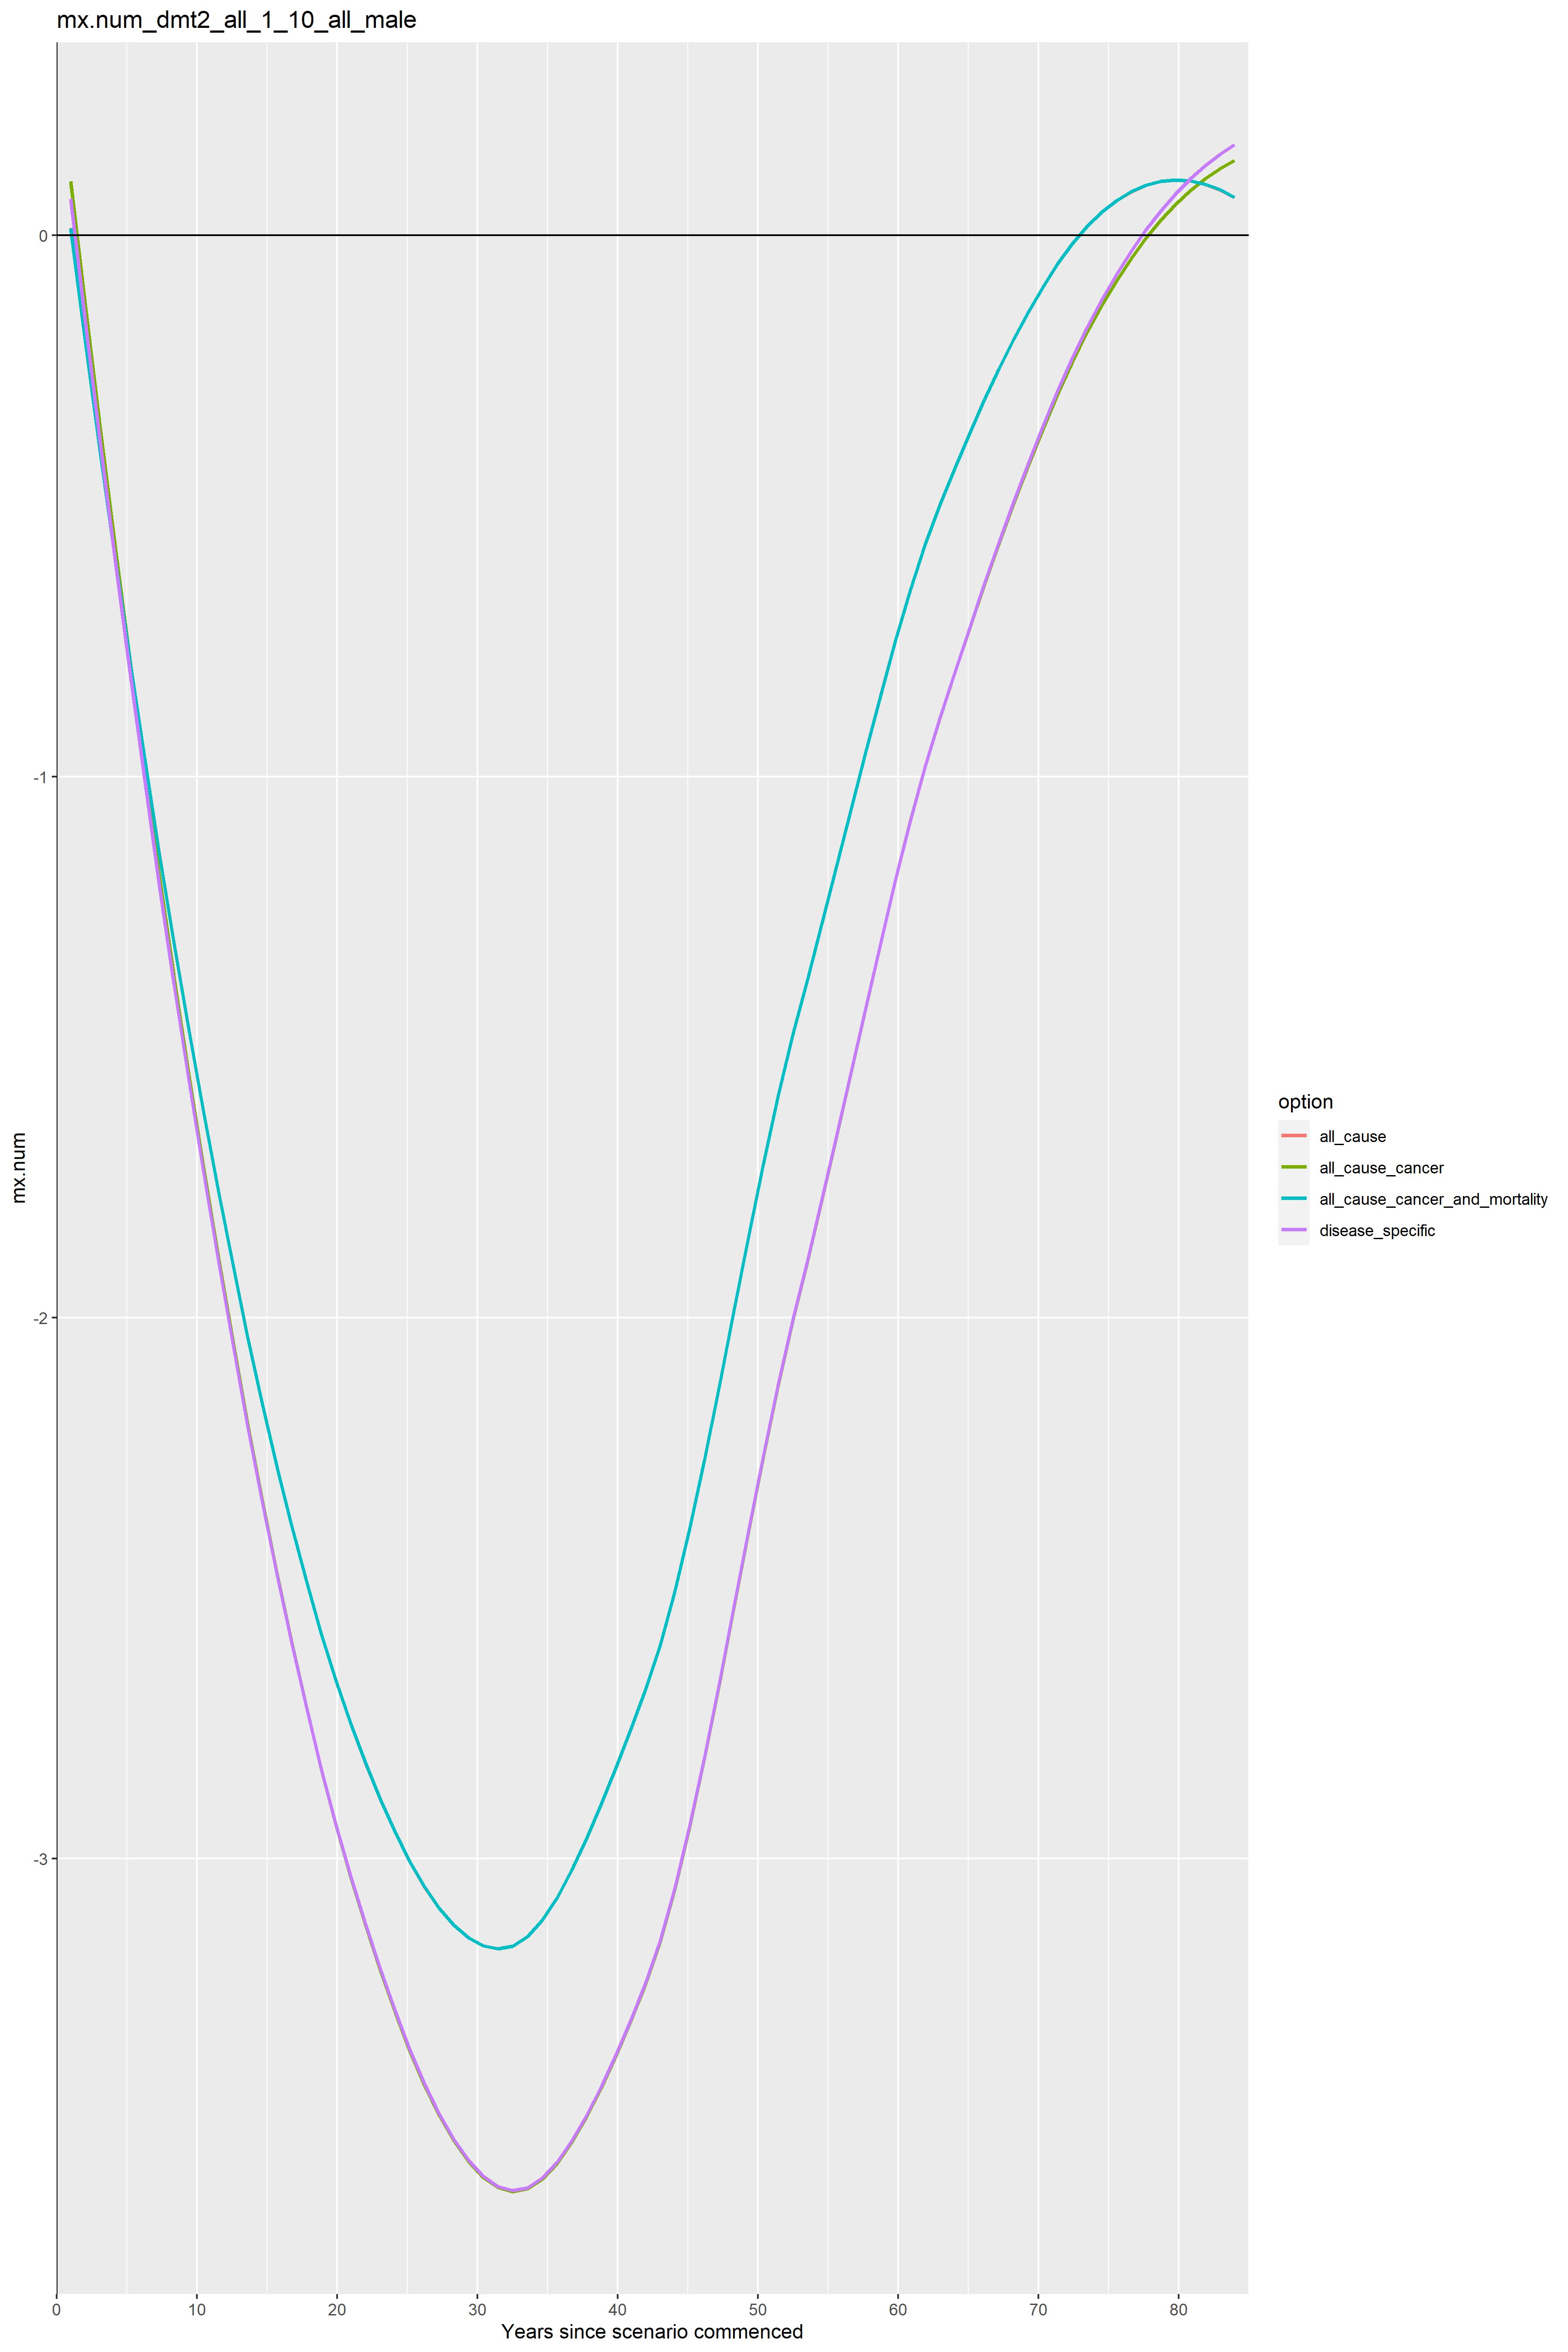 mx.num_dmt2_all_1_10_all_male
mx.num
0
-1
-2
-3
0 10 20 30 40 50 60 70 80
Years since scenario commenced
option
all_cause
all_cause_cancer
all_cause_cancer_and_mortality
disease_specific